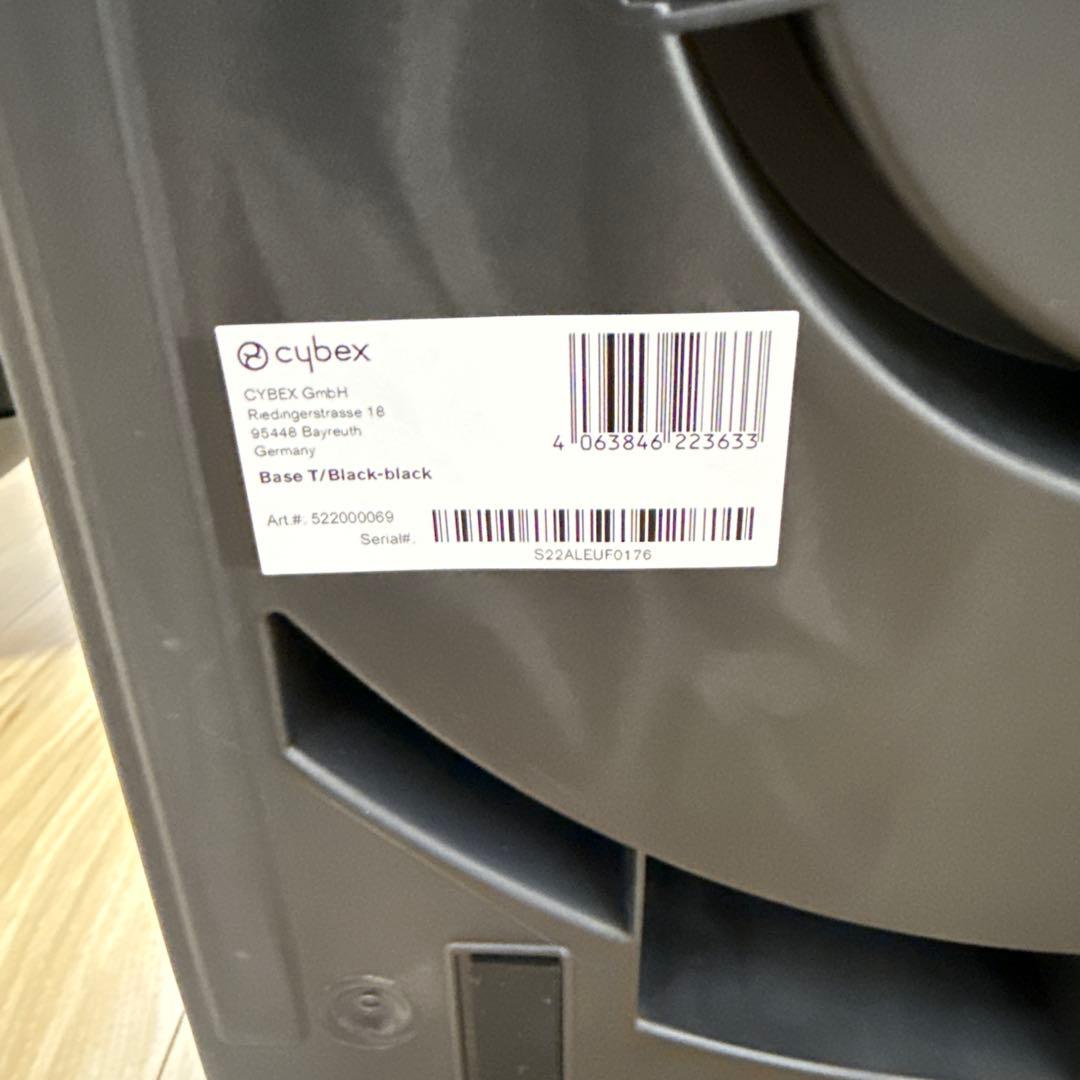 cybex
CYBEX GmbH
Riedingerstrasse 18
95448 Bayreuth
Germany
Base T/Black-black
4 063846 223633
Art.#: 522000069
Serial#:
S22ALEUF0176